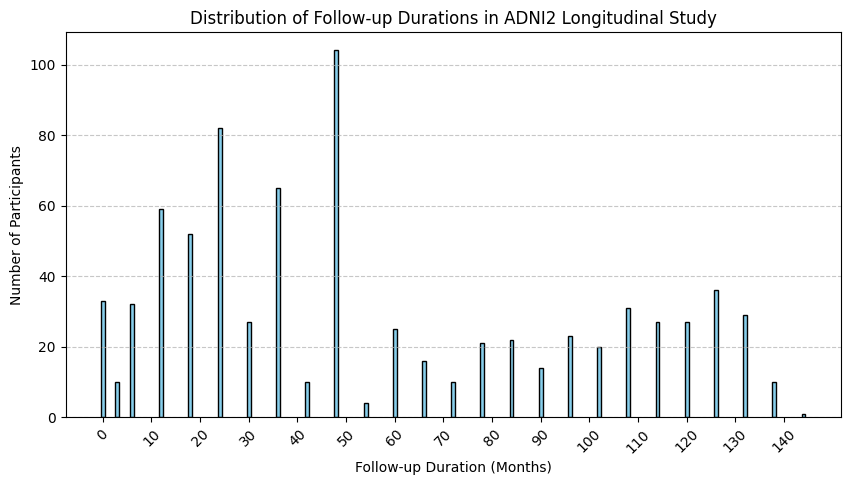 Distribution of Follow-up Durations in ADNI2 Longitudinal Study
Number of Participants
100
80
60
40
20
0
0 10 20 30 40 50 60 70 80 90 100 110 120 130 140
Follow-up Duration (Months)